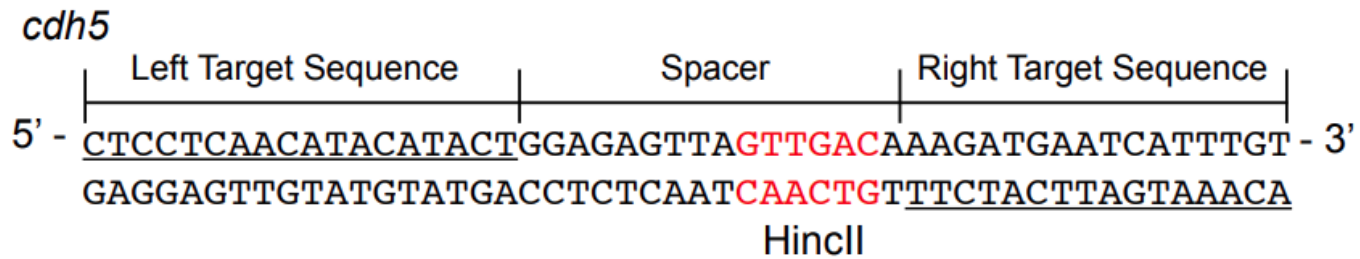 cdh5
Left Target Sequence Spacer Right Target Sequence
5’ - CTCCTCAACATACATACTGGAGAGTTAGTTGACAAAGATGAATCATTTGT - 3’
GAGGAGTTGTATGTATGACCTCTCAATCAACTGTTTCTACTTAGTAAACA
HincII